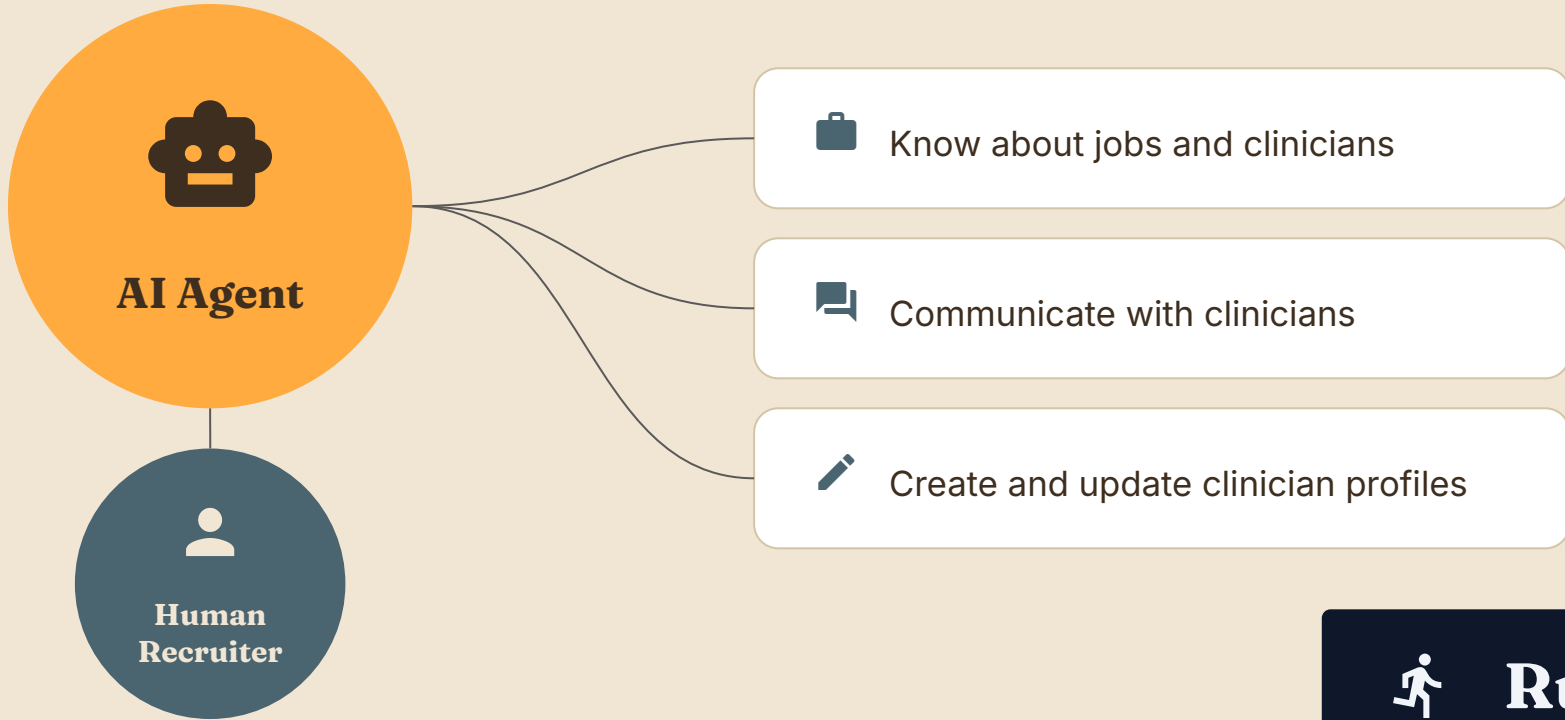 AI Agent
Human
Recruiter
Know about jobs and clinicians
Communicate with clinicians
Create and update clinician profiles